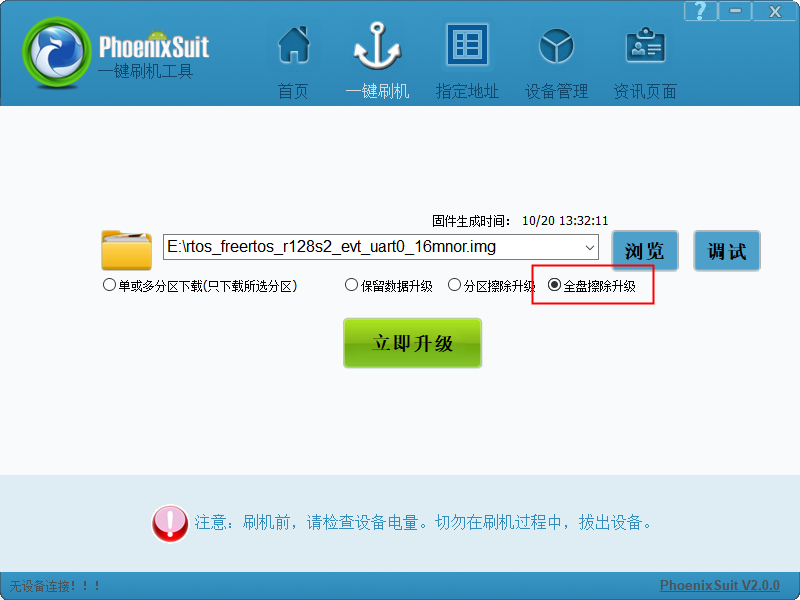 ?
PhoenixSuit
一键刷机工具
首页 一键刷机 指定地址 设备管理 资讯页面
固件生成时间: 10/20 13:32:11
E:\rtos_freertos_r128s2_evt_uart0_16mnor.img 浏览 调试
单或多分区下载(只下载所选分区) 保留数据升级 分区擦除升级 全盘擦除升级
立即升级
注意: 刷机前, 请检查设备电量。切勿在刷机过程中, 拔出设备。
无设备连接!!! PhoenixSuit V2.0.0